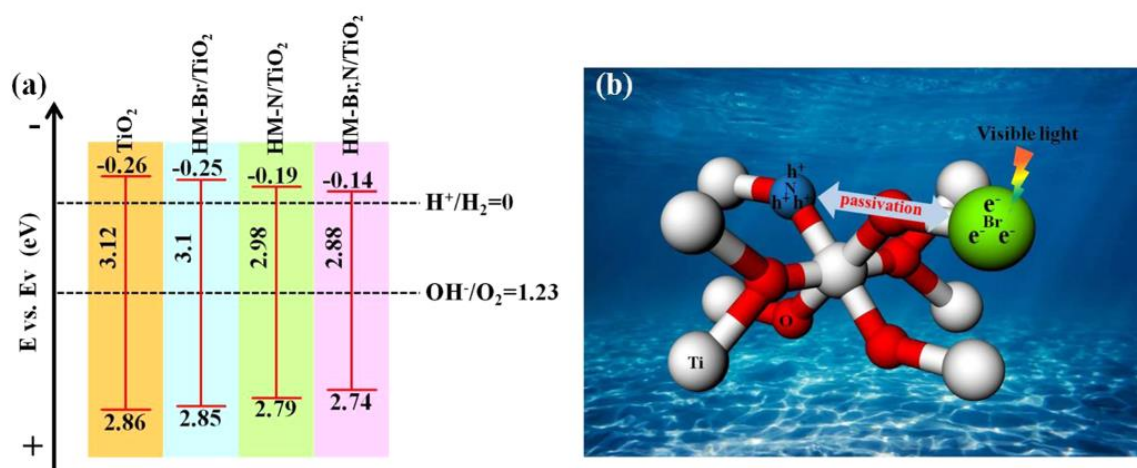 (a)
-
E vs. Ev (eV)
+
TiO2
HM-Br/TiO2
HM-N/TiO2
HM-Br,N/TiO2
-0.26
-0.25
-0.19
-0.14
3.12
3.1
2.98
2.88
2.86
2.85
2.79
2.74
H+/H2=0
OH-/O2=1.23
(b)
Visible light
h+
N
h+ h+
passivation
e-
Br
e- e-
O
Ti